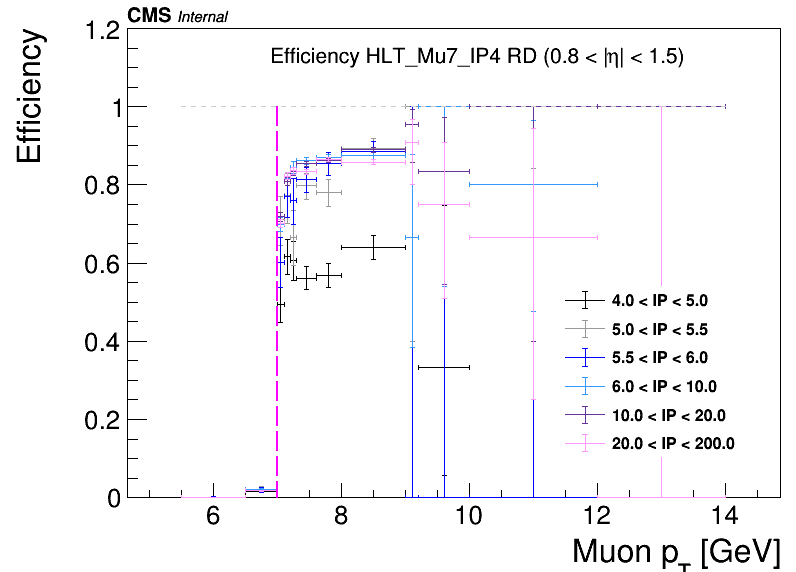 CMS Internal
Efficiency HLT_Mu7_IP4 RD (0.8 < |η| < 1.5)
Efficiency
1.2
1
0.8
0.6
0.4
0.2
0
4.0 < IP < 5.0
5.0 < IP < 5.5
5.5 < IP < 6.0
6.0 < IP < 10.0
10.0 < IP < 20.0
20.0 < IP < 200.0
6 8 10 12 14
Muon p_T [GeV]